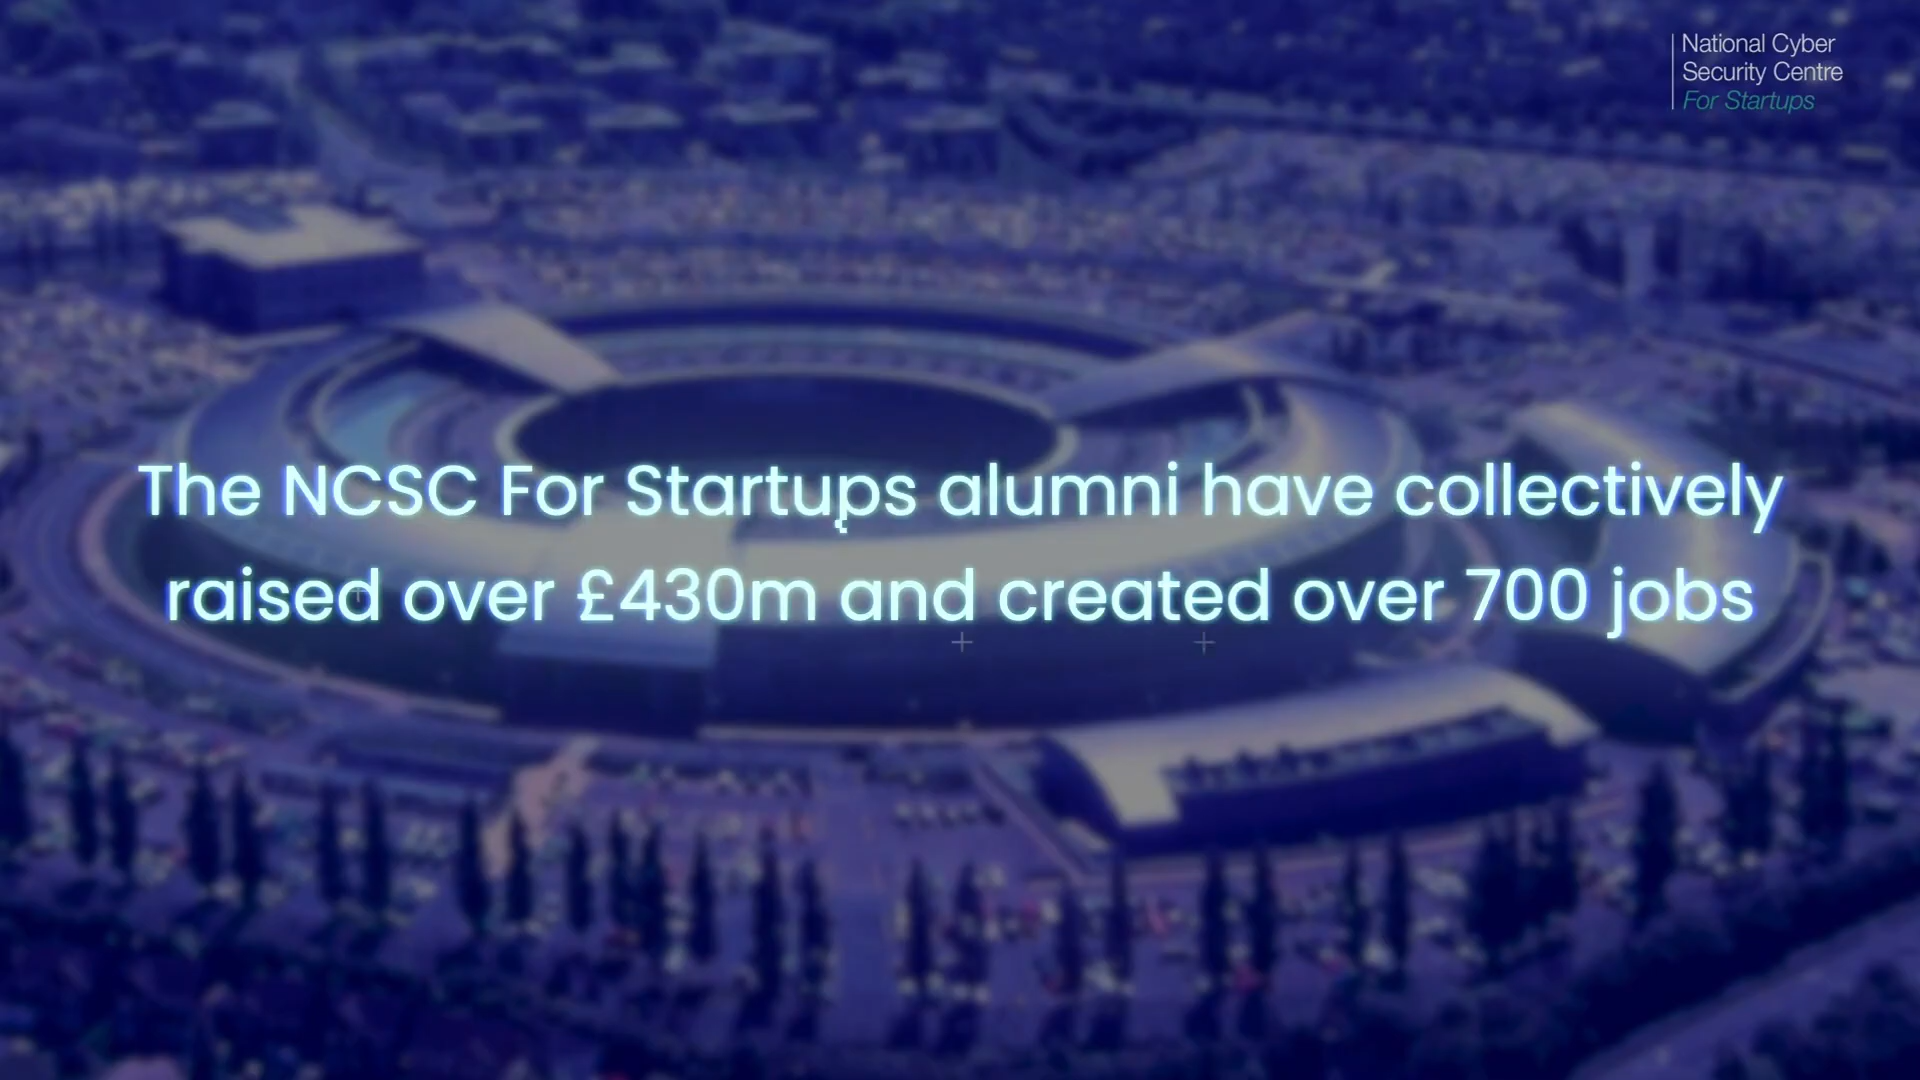 National Cyber
Security Centre
For Startups
The NCSC For Startups alumni have collectively
raised over £430m and created over 700 jobs